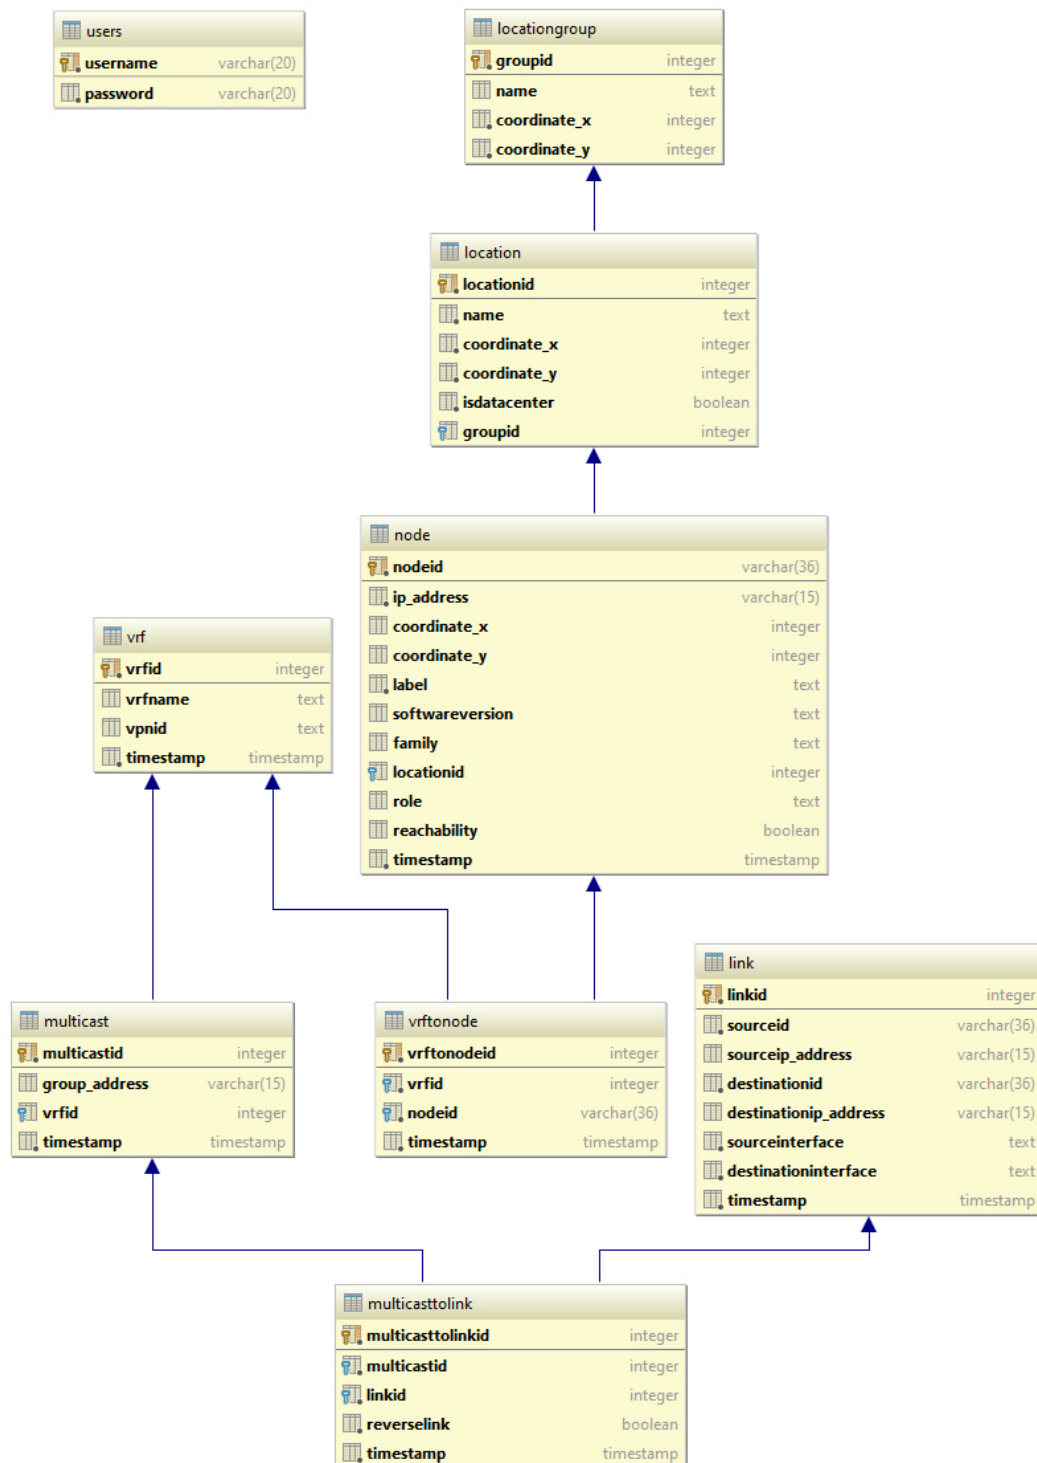 users
username varchar(20)
password varchar(20)
locationgroup
groupid integer
name text
coordinate_x integer
coordinate_y integer
location
locationid integer
name text
coordinate_x integer
coordinate_y integer
isdatacenter boolean
groupid integer
node
nodeid varchar(36)
ip_address varchar(15)
coordinate_x integer
coordinate_y integer
label text
softwareversion text
family text
locationid integer
role text
reachability boolean
timestamp timestamp
vrf
vrfid integer
vrfname text
vpnid text
timestamp timestamp
link
linkid integer
sourceid varchar(36)
sourceip_address varchar(15)
destinationid varchar(36)
destinationip_address varchar(15)
sourceinterface text
destinationinterface text
timestamp timestamp
multicast
multicastid integer
group_address varchar(15)
vrfid integer
timestamp timestamp
vrftonode
vrftonodeid integer
vrfid integer
nodeid varchar(36)
timestamp timestamp
multicasttolink
multicasttolinkid integer
multicastid integer
linkid integer
reverselink boolean
timestamp timestamp